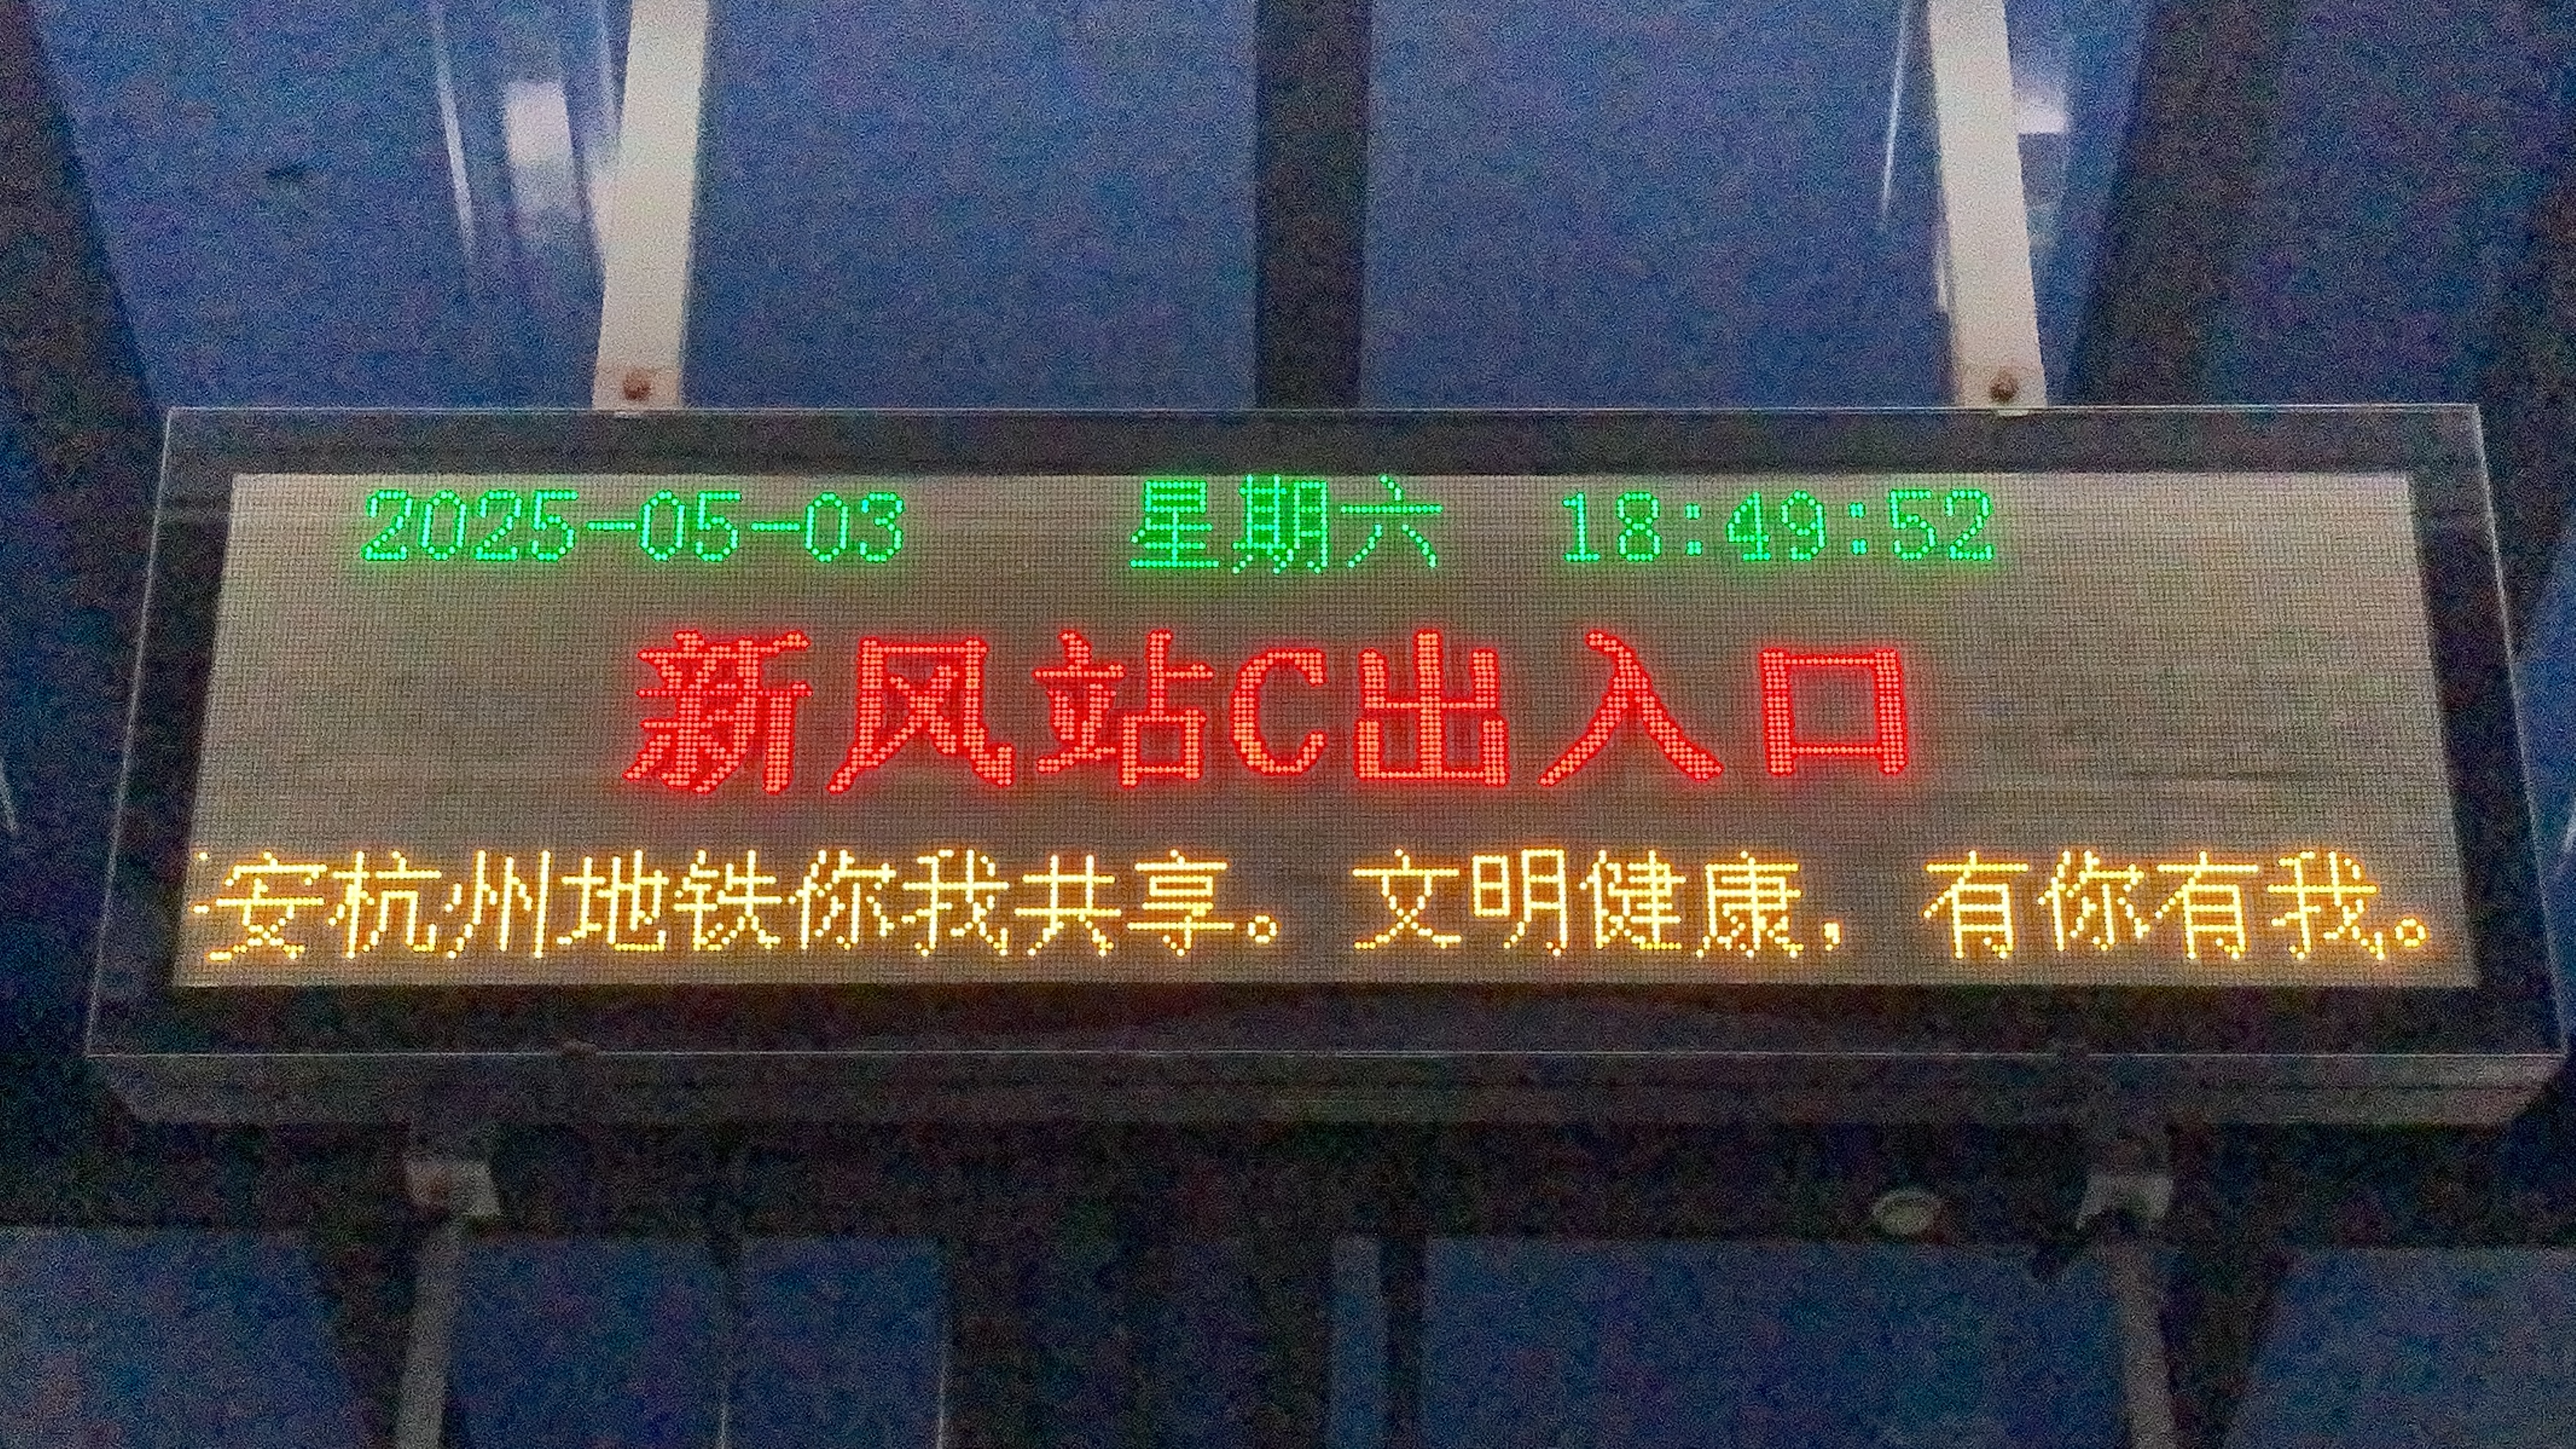 2025-05-03 星期六 18:49:52
新风站C出入口
安杭州地铁你我共享。 文明健康，有你有我。